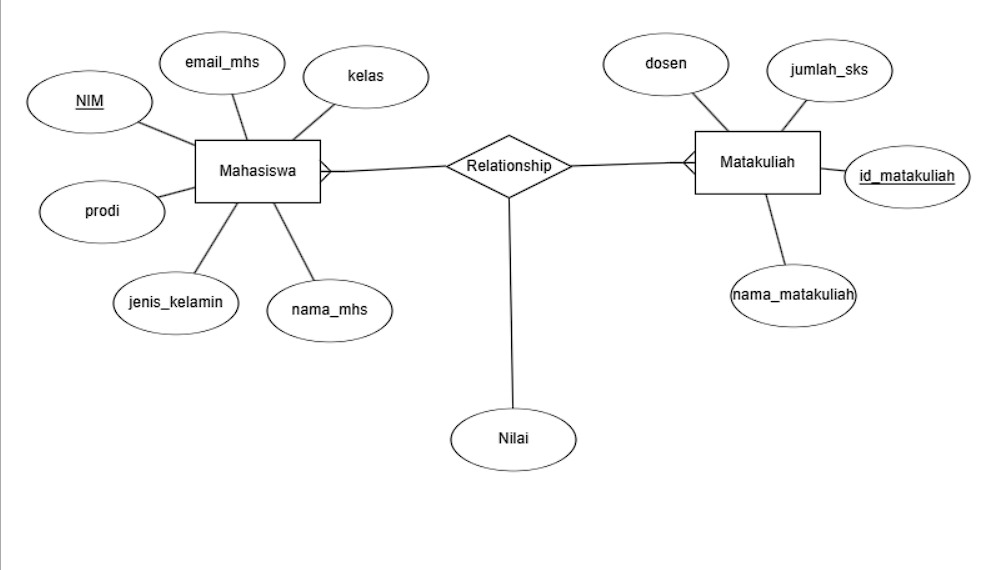 email_mhs
kelas
NIM
Mahasiswa
prodi
jenis_kelamin
nama_mhs
Relationship
Nilai
dosen
jumlah_sks
Matakuliah
id_matakuliah
nama_matakuliah